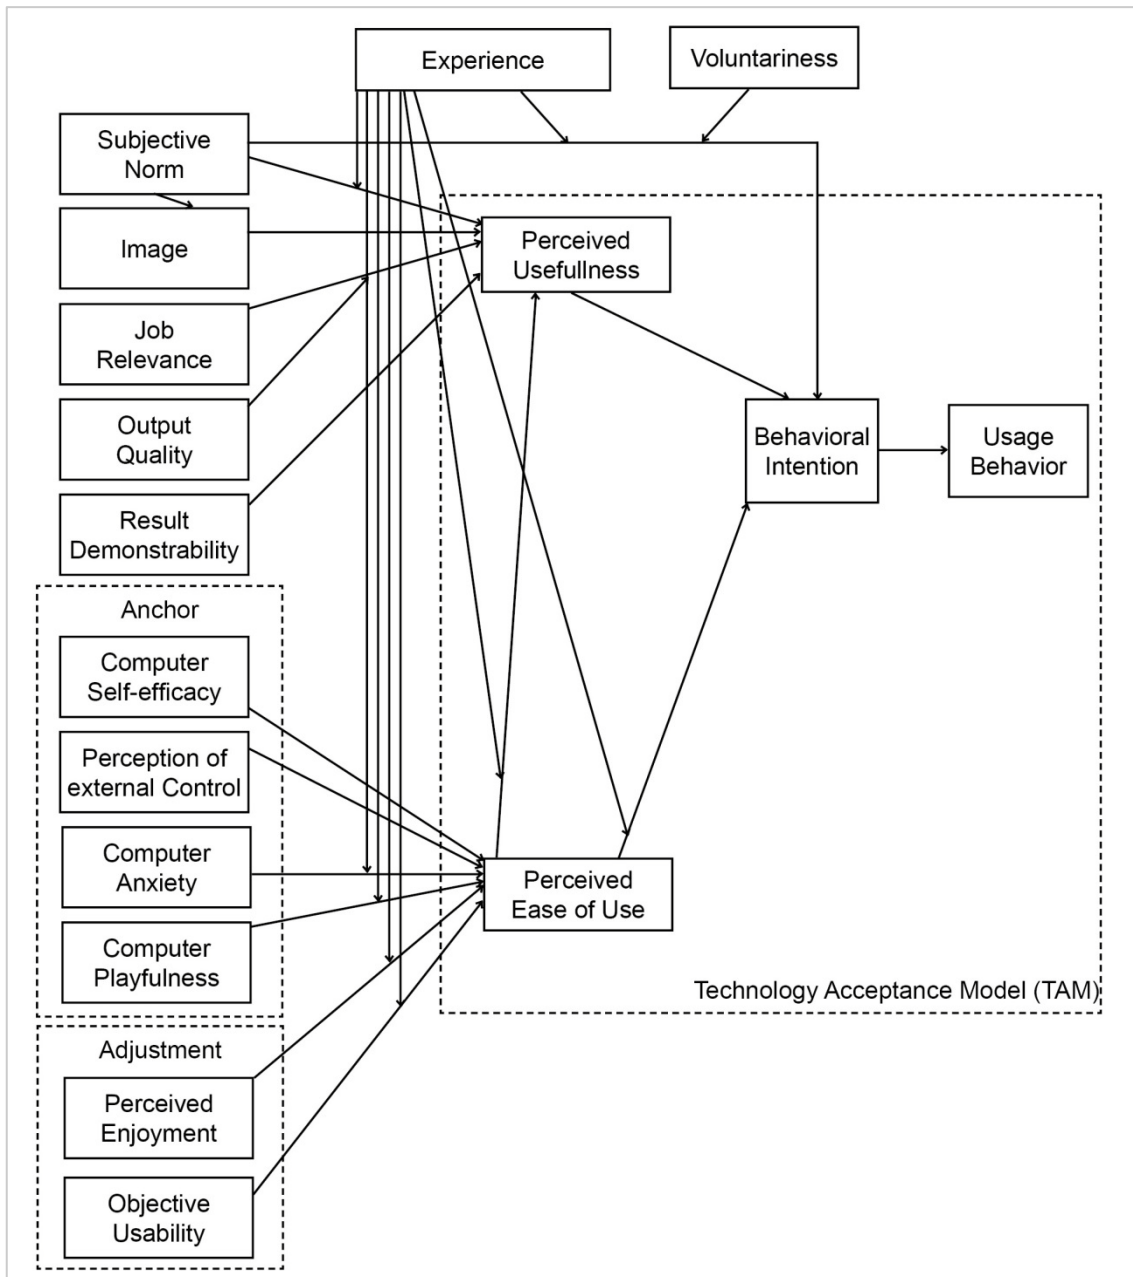 Experience
Voluntariness
Subjective
Norm
Image
Job
Relevance
Output
Quality
Result
Demonstrability
Perceived
Usefullness
Behavioral
Intention
Usage
Behavior
Anchor
Computer
Self-efficacy
Perception of
external Control
Computer
Anxiety
Computer
Playfulness
Perceived
Ease of Use
Technology Acceptance Model (TAM)
Adjustment
Perceived
Enjoyment
Objective
Usability